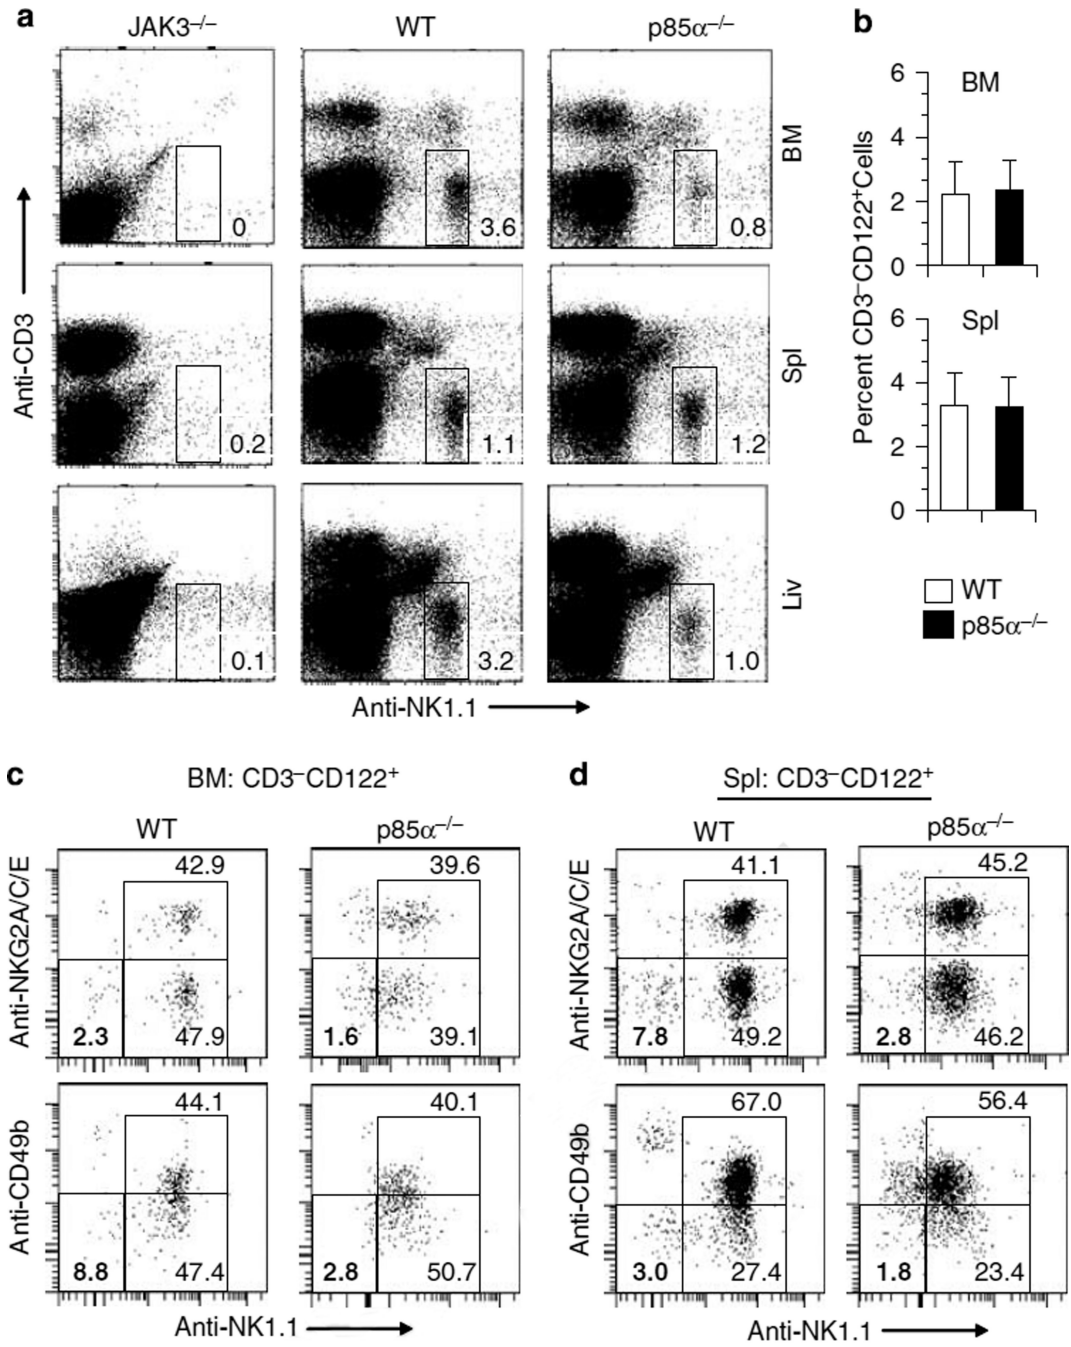 a
JAK3–/–
WT
p85α–/–
Anti-CD3
0
3.6
0.8
BM
0.2
1.1
1.2
Spl
0.1
3.2
1.0
Liv
Anti-NK1.1
b
Percent CD3–CD122+Cells
BM
6
4
2
0
Spl
6
4
2
0
WT
p85α–/–
c
BM: CD3–CD122+
WT
p85α–/–
Anti-NKG2A/C/E
42.9
2.3
47.9
39.6
1.6
39.1
Anti-CD49b
44.1
8.8
47.4
40.1
2.8
50.7
Anti-NK1.1
d
Spl: CD3–CD122+
WT
p85α–/–
Anti-NKG2A/C/E
41.1
7.8
49.2
45.2
2.8
46.2
Anti-CD49b
67.0
3.0
27.4
56.4
1.8
23.4
Anti-NK1.1